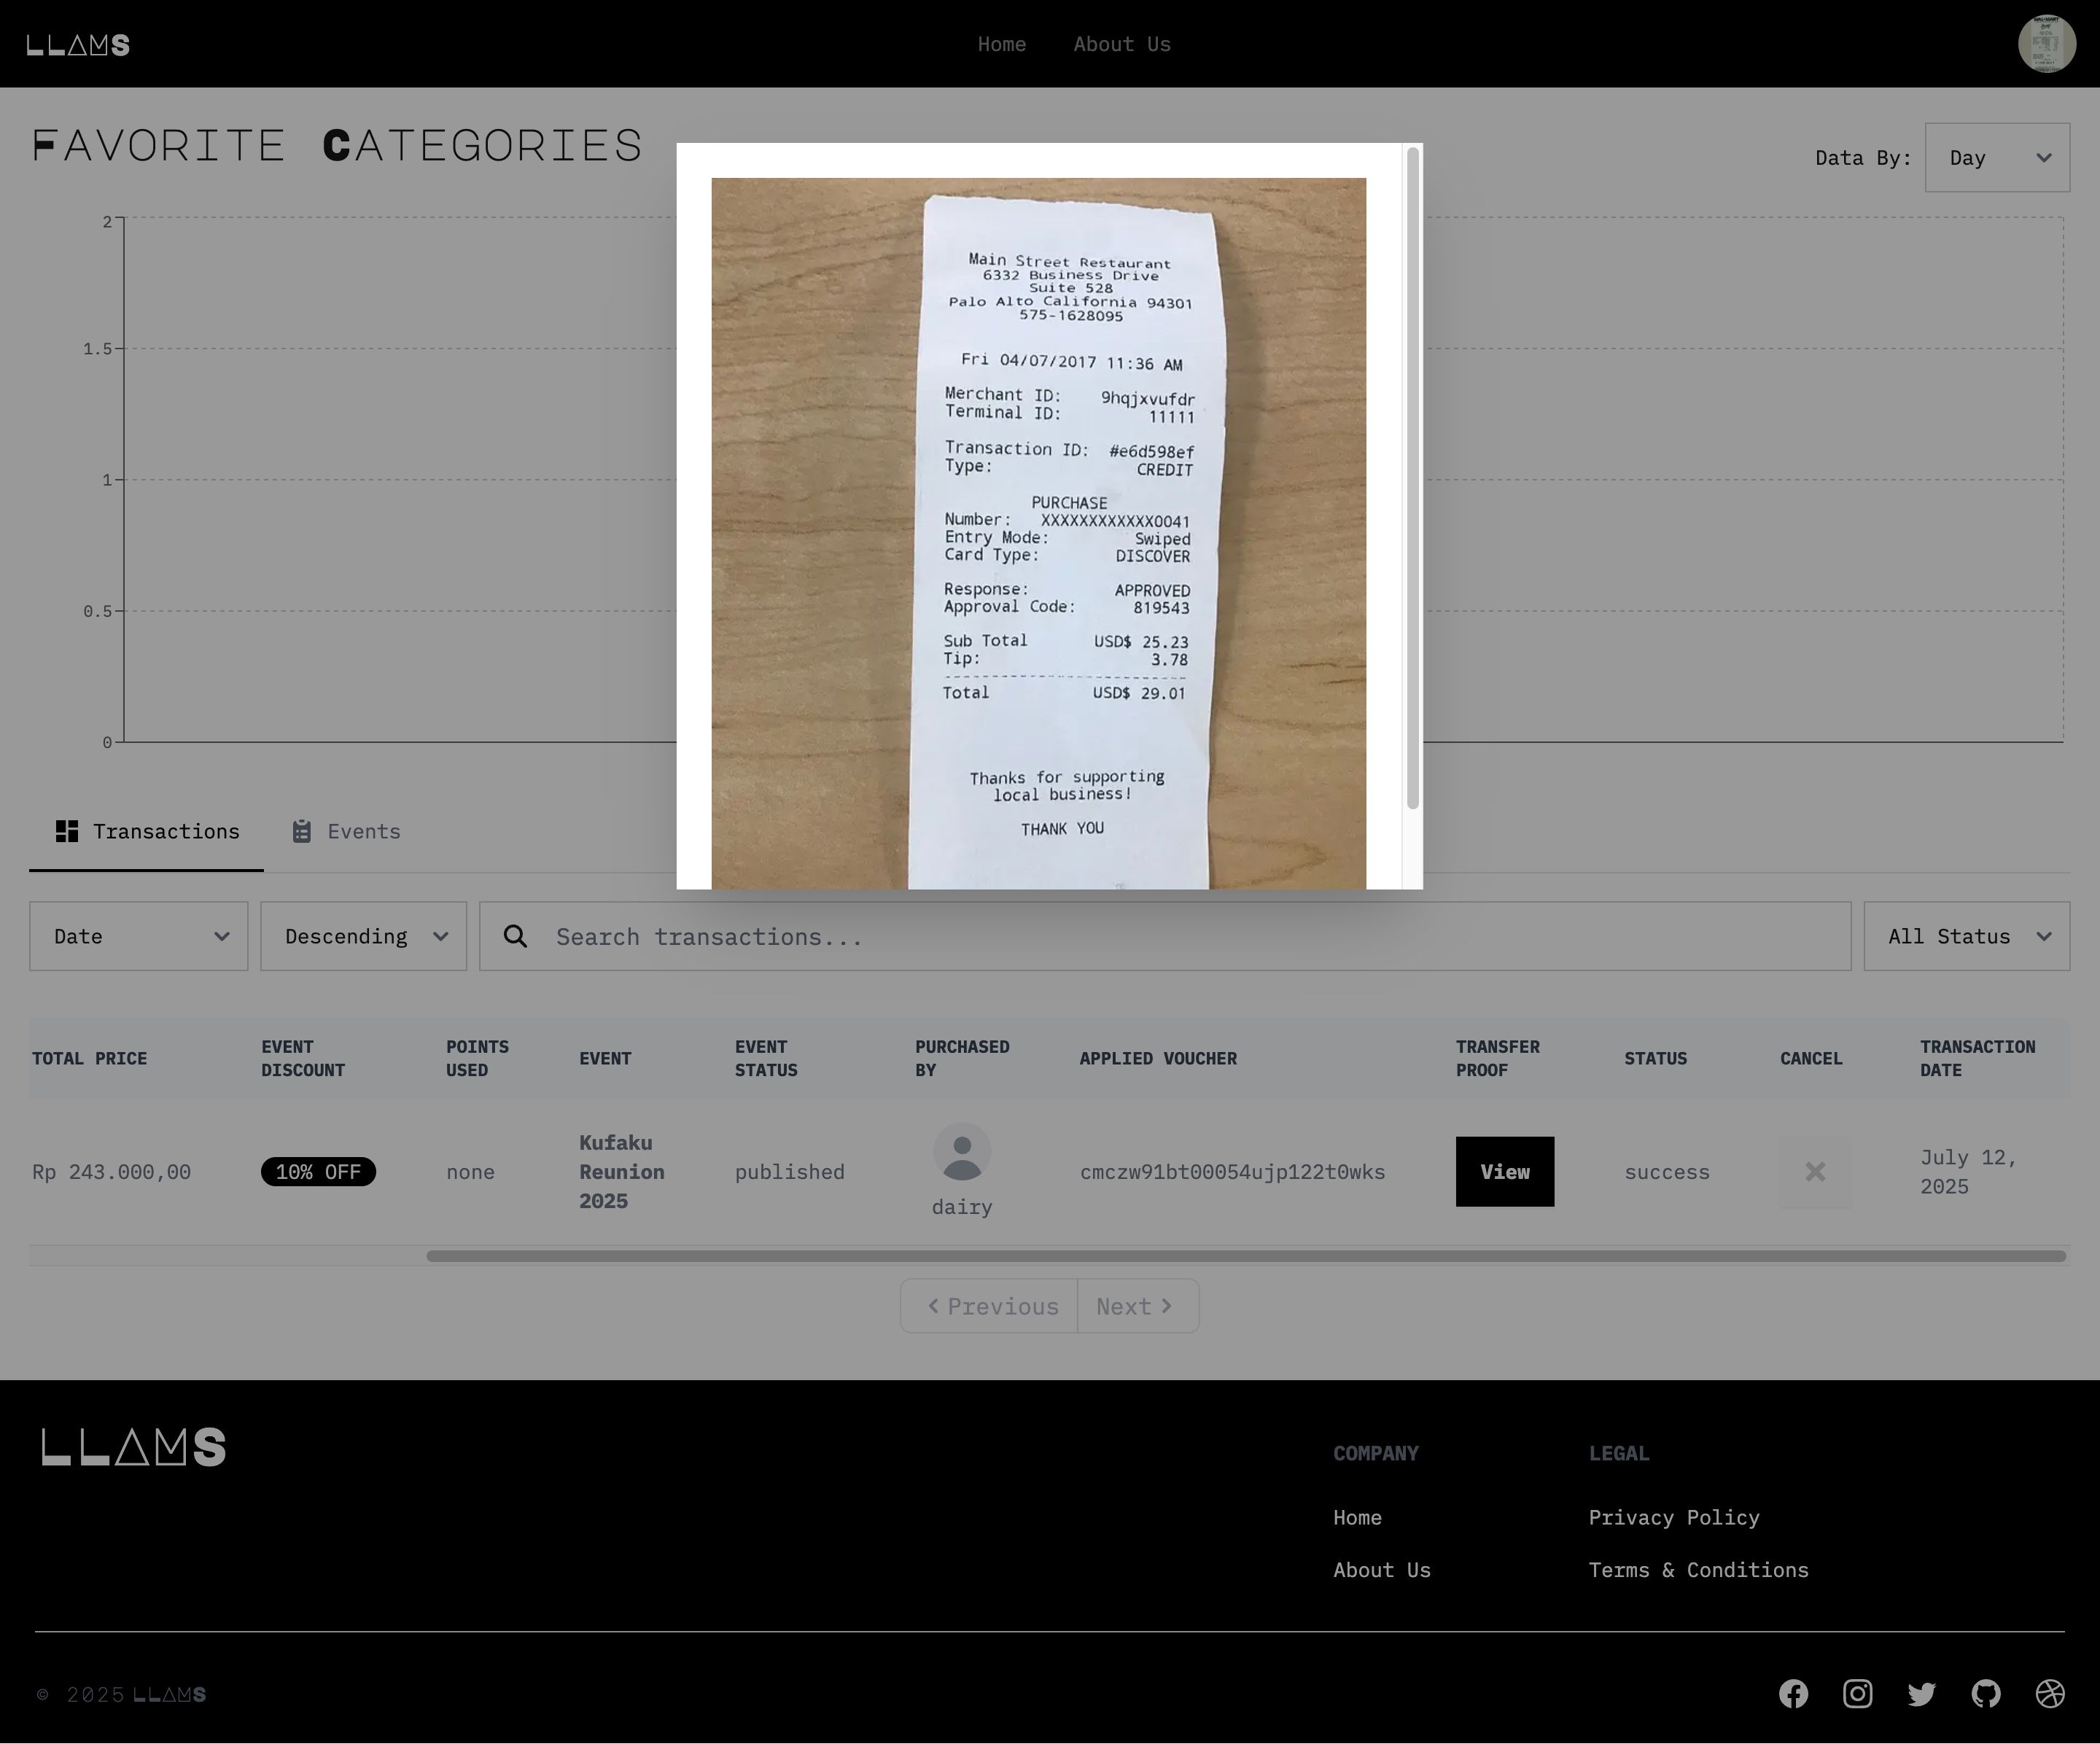 LLAMS
Home About Us
FAVORITE CATEGORIES
Data By: Day
2
1.5
1
0.5
0
Main Street Restaurant
6332 Business Drive
Suite 528
Palo Alto California 94301
575-1628095
Fri 04/07/2017 11:36 AM
Merchant ID: 9hqjxvufdr
Terminal ID: 11111
Transaction ID: #e6d598ef
Type: CREDIT
PURCHASE
Number: XXXXXXXXXXXX0041
Entry Mode: Swiped
Card Type: DISCOVER
Response: APPROVED
Approval Code: 819543
Sub Total USD$ 25.23
Tip: 3.78
Total USD$ 29.01
Thanks for supporting
local business!
THANK YOU
Transactions Events
Date Descending Search transactions... All Status
TOTAL PRICE EVENT DISCOUNT POINTS USED EVENT EVENT STATUS PURCHASED BY APPLIED VOUCHER TRANSFER PROOF STATUS CANCEL TRANSACTION DATE
Rp 243.000,00 10% OFF none Kufaku Reunion 2025 published dairy cmczw91bt00054ujp122t0wks View success July 12, 2025
Previous Next
LLAMS
COMPANY LEGAL
Home Privacy Policy
About Us Terms & Conditions
© 2025 LLAMS